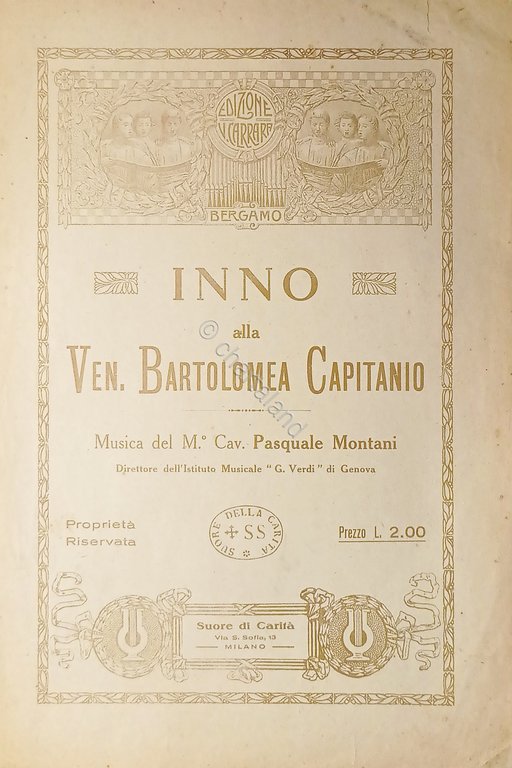 EDIZIONE
V. CARRARA
BERGAMO
INNO
alla
VEN. BARTOLOMEA CAPITANIO
Musica del M.° Cav. Pasquale Montani
Direttore dell'Istituto Musicale "G. Verdi" di Genova
Proprietà
Riservata
SUORE DELLA CARITÀ
SS
Prezzo L. 2.00
Suore di Carità
Via S. Sofia, 13
MILANO
© charaland